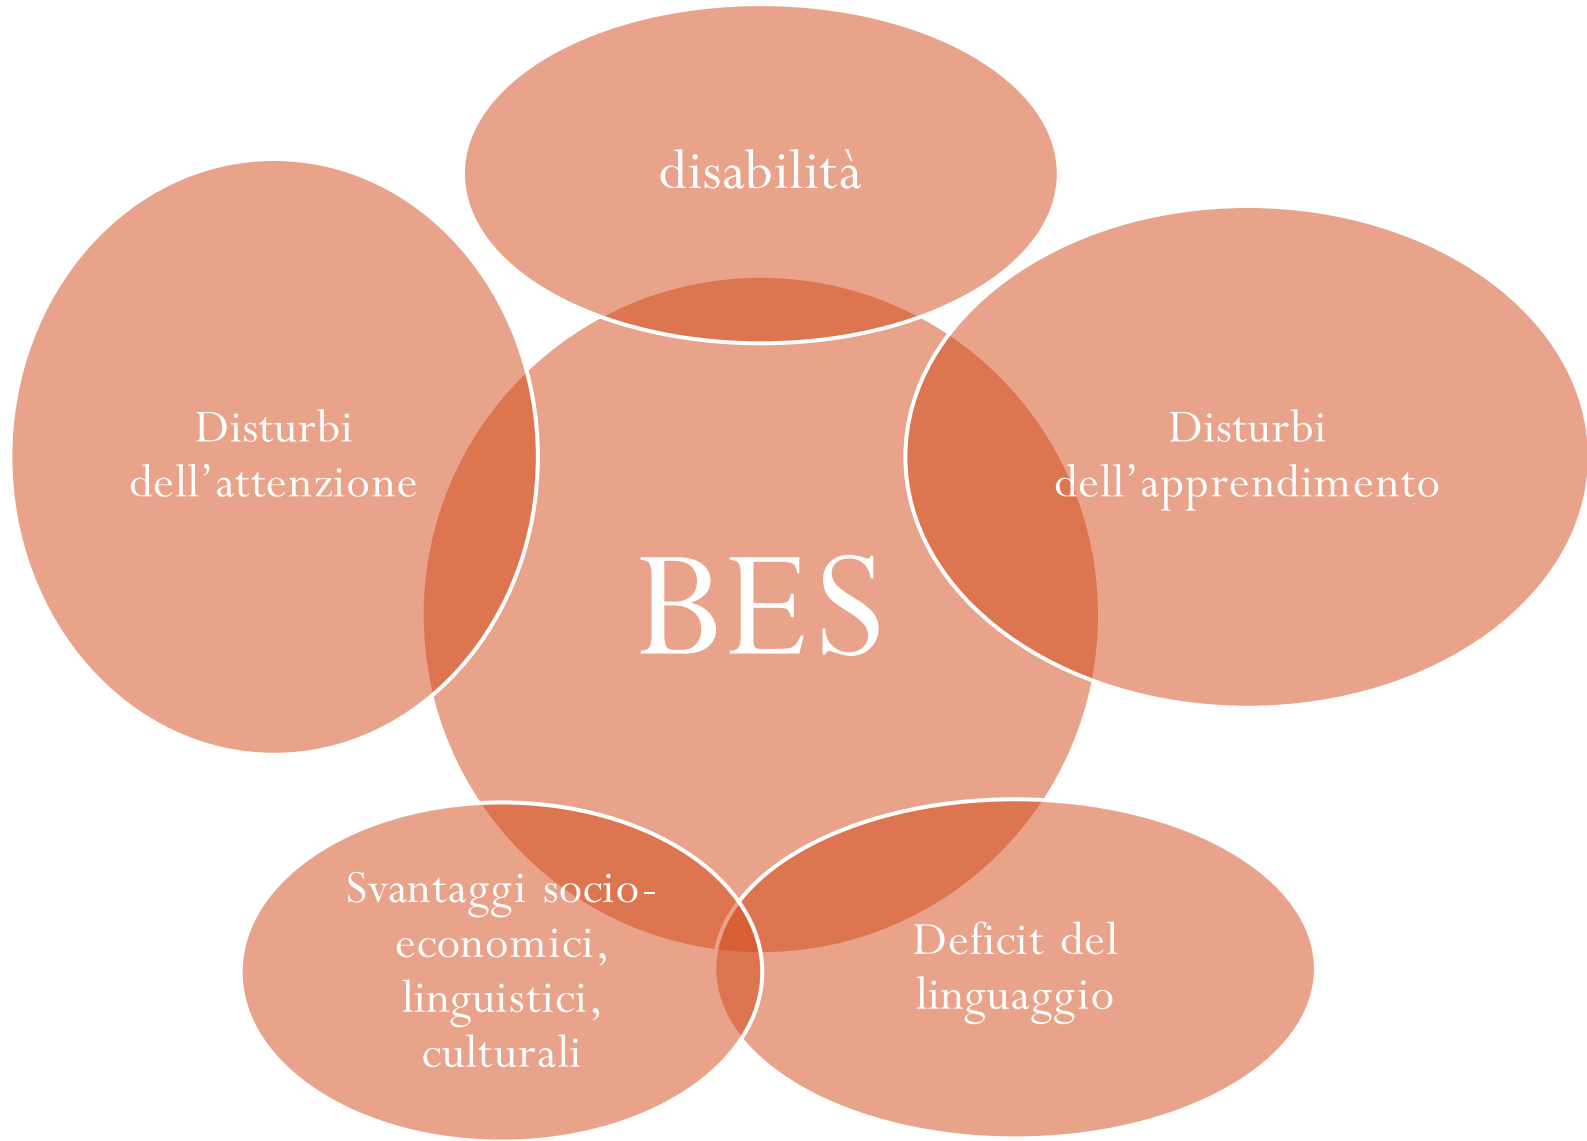 disabilità
Disturbi
dell’attenzione
Disturbi
dell’apprendimento
BES
Svantaggi socio-
economici,
linguistici,
culturali
Deficit del
linguaggio